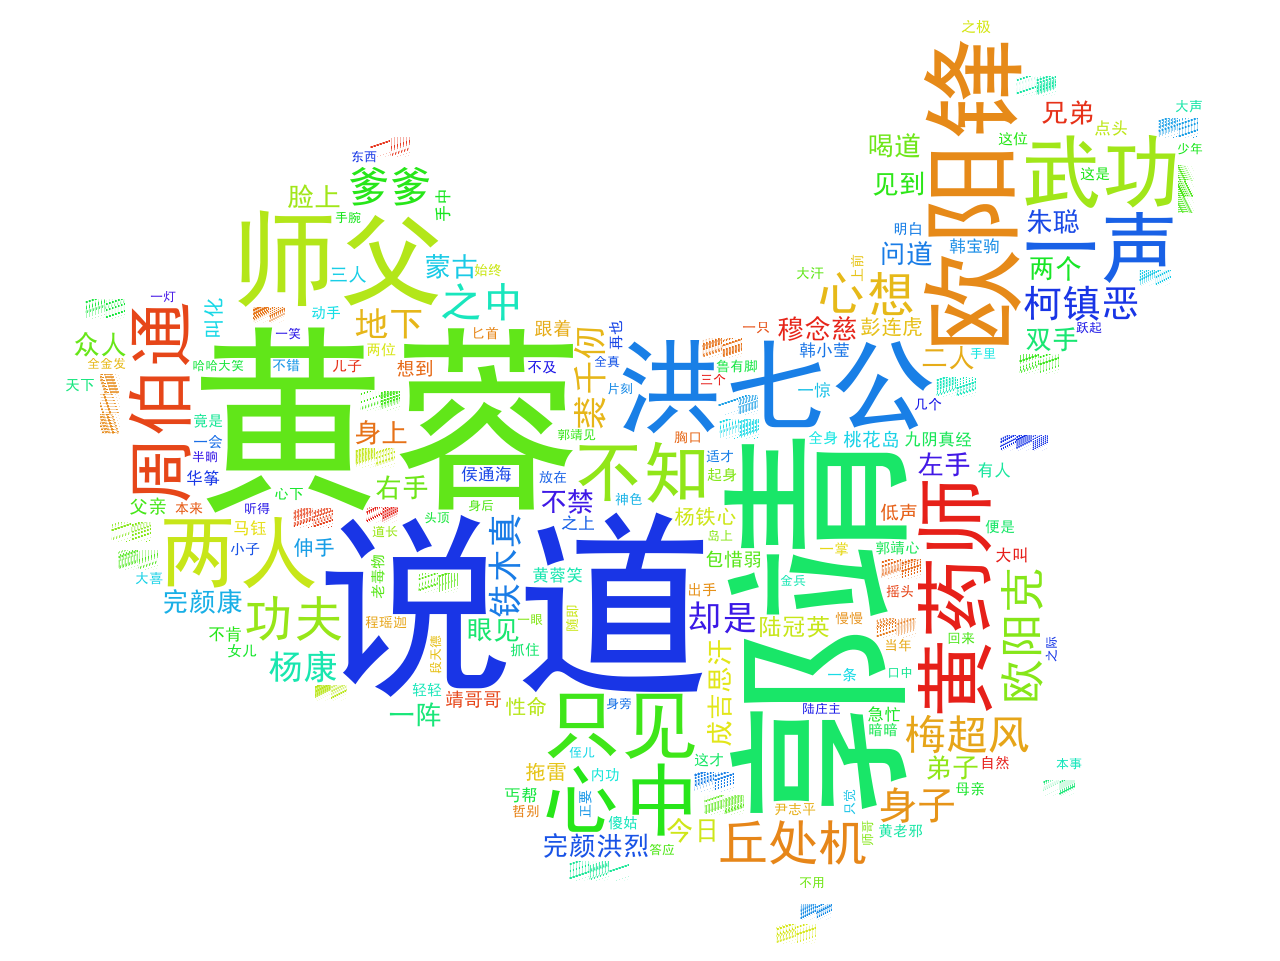 之极
欧阳锋
兄弟
大声
喝道
这位
点头
武功
少年
东西
爹爹
见到
这是
脸上
手中
师父
手腕
朱聪
一声
明白
问道
韩宝驹
三人
蒙古
始终
大汗
上前
两个
一灯
之中
心想
柯镇恶
周伯通
叫化
动手
地下
匕首
跟着
裘千仞
再也
一只
穆念慈
彭连虎
双手
跃起
众人
一笑
黄蓉
洪七公
韩小莹
二人
手里
全金发
哈哈大笑
不错
儿子
两位
想到
不及
全真
鲁有脚
天下
片刻
三个
一惊
几个
竟是
一会
身上
郭靖见
胸口
全身
桃花岛
九阴真经
半晌
华筝
不知
适才
左手
有人
侯通海
放在
起身
郭靖
心下
右手
父亲
本来
听得
身后
不禁
神色
低声
黄药师
便是
两人
马钰
头顶
说道
之上
杨铁心
道长
铁木真
岛上
小子
伸手
一掌
郭靖心
大叫
大喜
老毒物
黄蓉笑
包惜弱
金兵
欧阳克
完颜康
出手
摇头
功夫
程瑶迦
眼见
一眼
随即
却是
陆冠英
慢慢
不肯
女儿
段天德
抓住
当年
回来
之际
杨康
成吉思汗
一条
口中
轻轻
靖哥哥
性命
身旁
陆庄主
一阵
只见
急忙
暗暗
梅超风
侄儿
这才
拖雷
内功
弟子
自然
本事
心中
丐帮
正要
母亲
哲别
只觉
身子
傻姑
今日
尹志平
丘处机
师哥
黄老邪
完颜洪烈
答应
不用